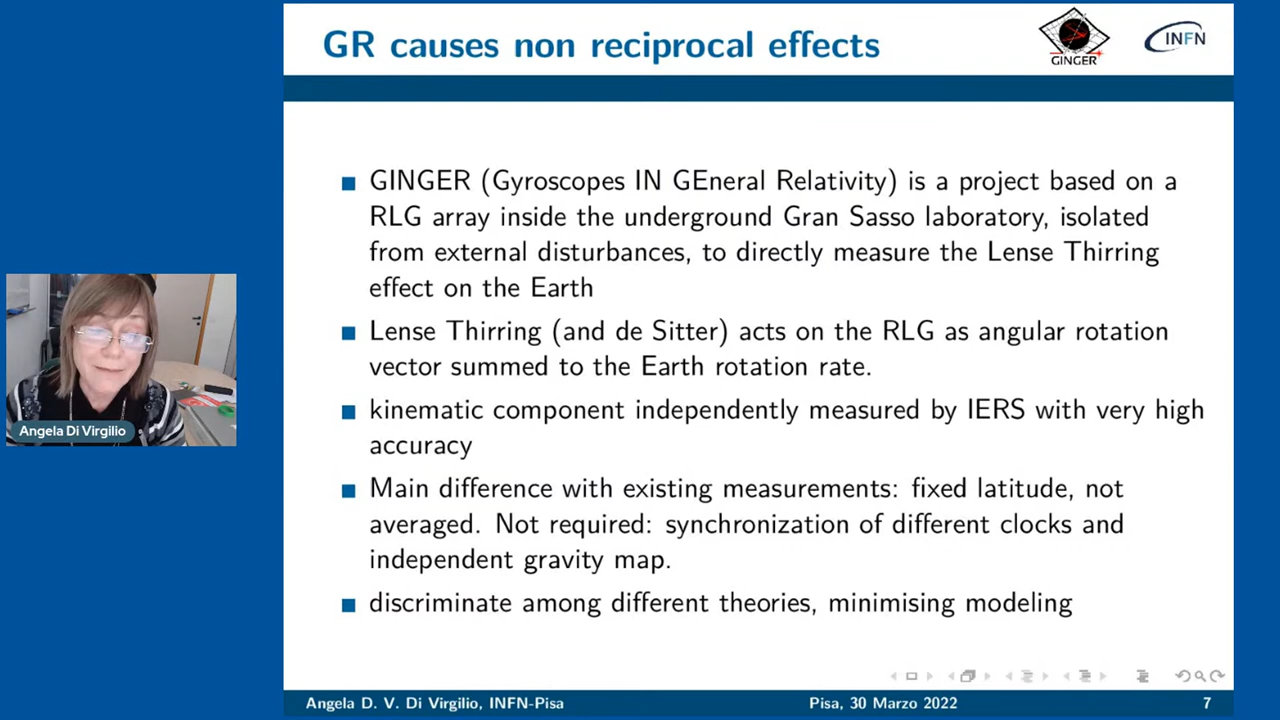 GR causes non reciprocal effects
GINGER
INFN
GINGER (Gyroscopes IN GEneral Relativity) is a project based on a
RLG array inside the underground Gran Sasso laboratory, isolated
from external disturbances, to directly measure the Lense Thirring
effect on the Earth
Lense Thirring (and de Sitter) acts on the RLG as angular rotation
vector summed to the Earth rotation rate.
kinematic component independently measured by IERS with very high
accuracy
Main difference with existing measurements: fixed latitude, not
averaged. Not required: synchronization of different clocks and
independent gravity map.
discriminate among different theories, minimising modeling
Angela Di Virgilio
Angela D. V. Di Virgilio, INFN-Pisa
Pisa, 30 Marzo 2022
7